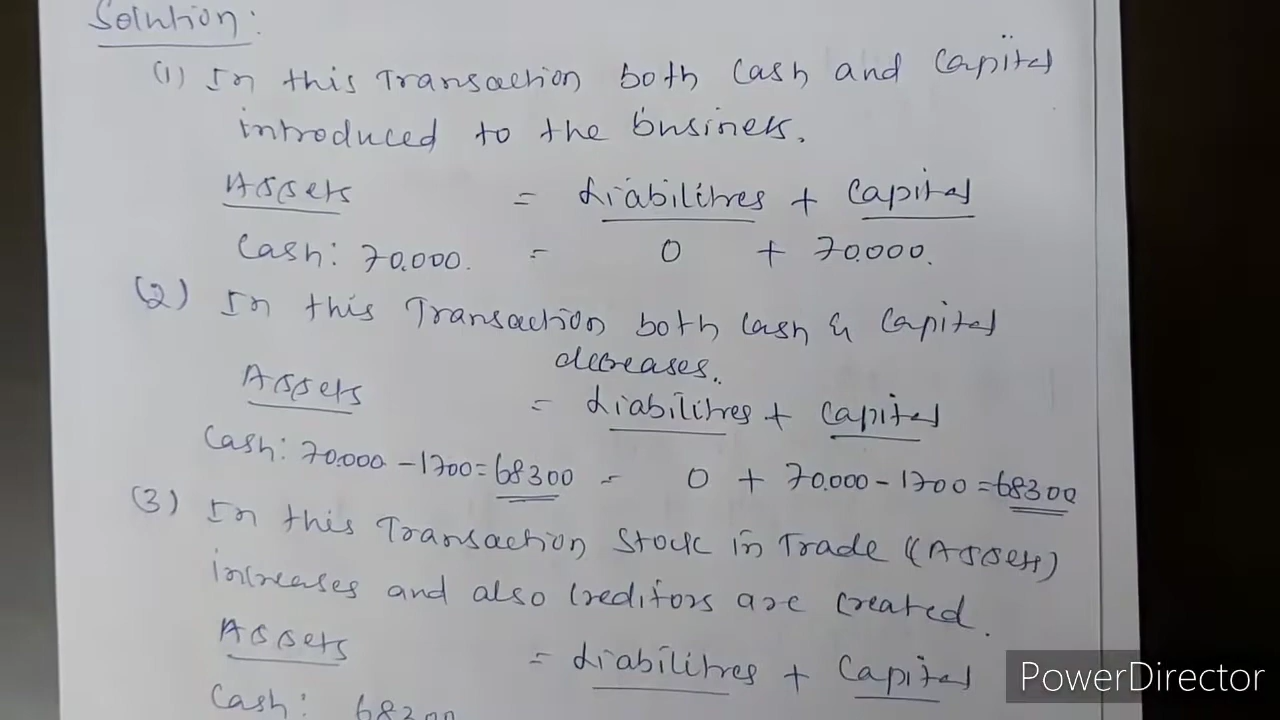 Solution:
(1) In this Transaction both Cash and Capital
introduced to the business.
Assets = Liabilities + Capital
Cash: 70,000. = 0 + 70,000.
(2) In this Transaction both Cash & Capital
decreases.
Assets = Liabilities + Capital
Cash: 70,000 - 1700 = 68300 = 0 + 70,000 - 1700 = 68300
(3) In this Transaction Stock in Trade (Asset)
increases and also Creditors are created.
Assets = Liabilities + Capital
Cash: 68300
PowerDirector